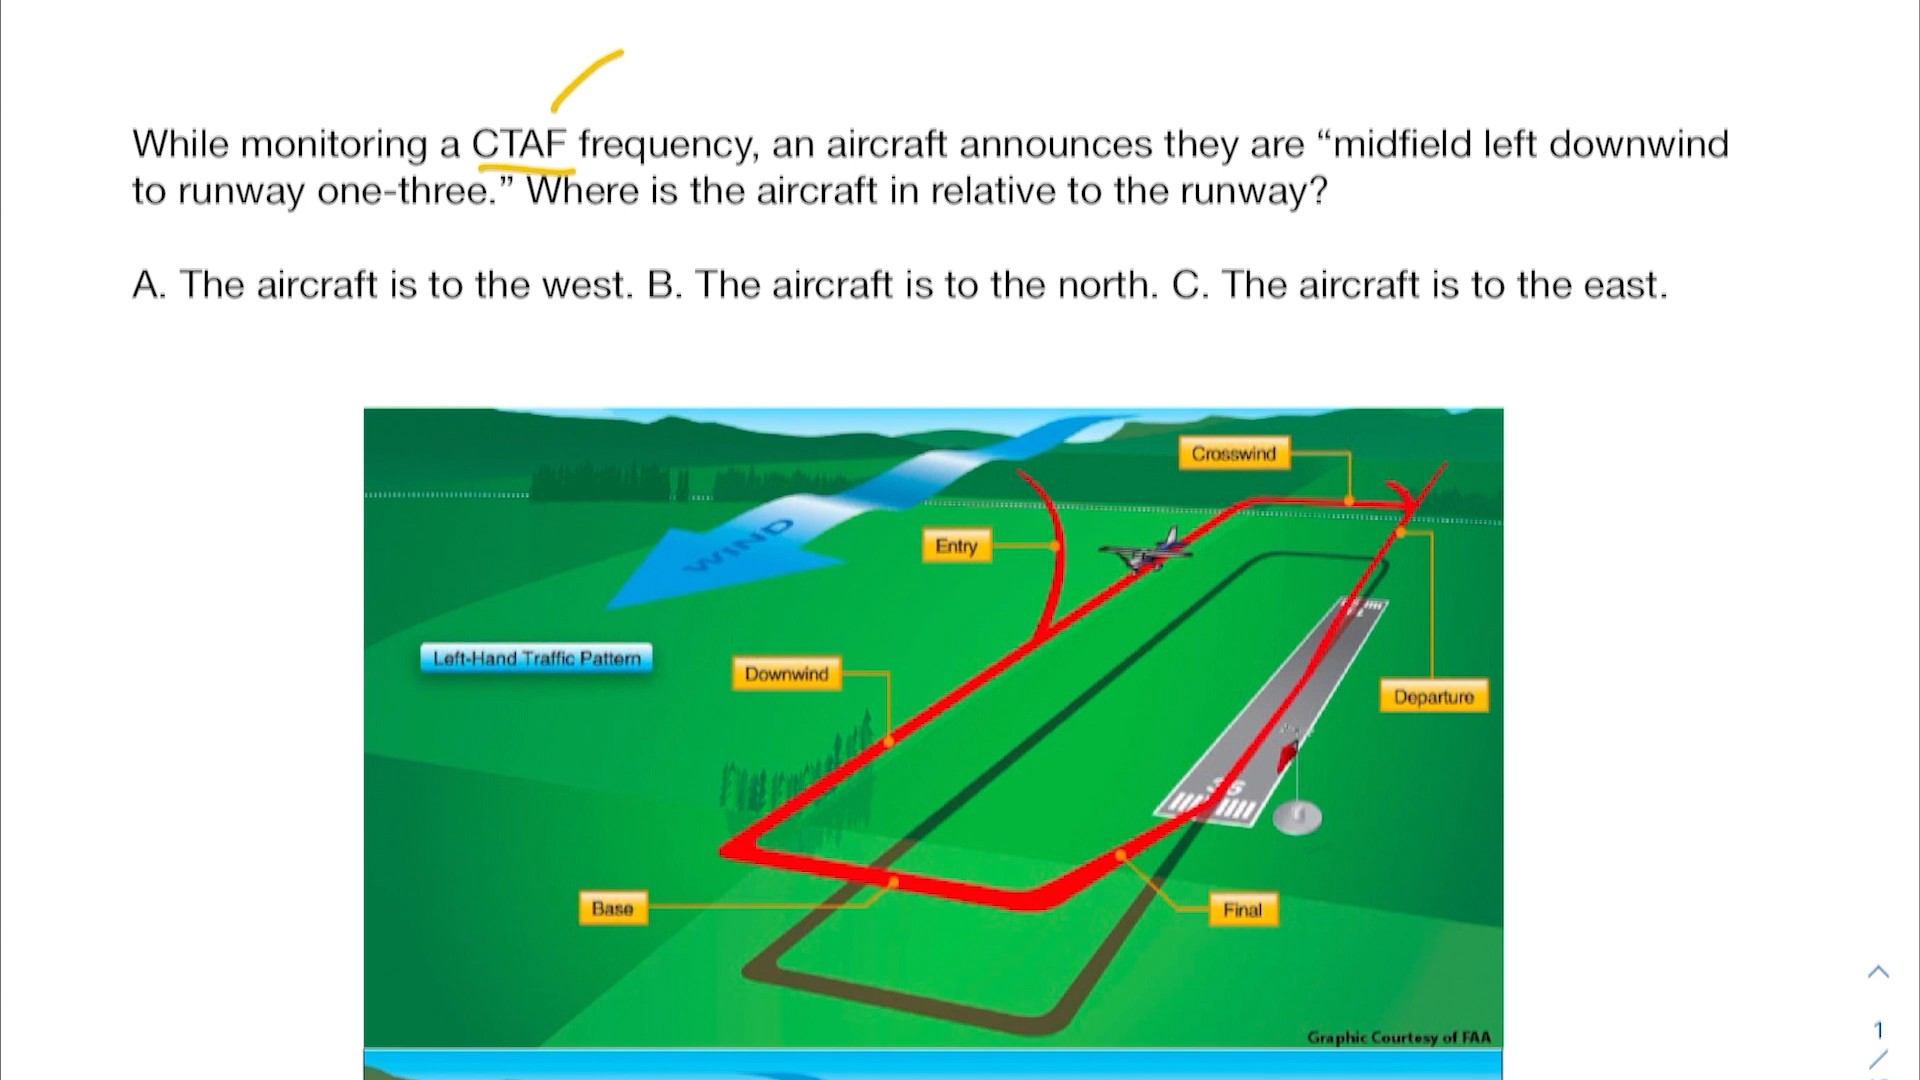 While monitoring a CTAF frequency, an aircraft announces they are “midfield left downwind
to runway one-three.” Where is the aircraft in relative to the runway?
A. The aircraft is to the west. B. The aircraft is to the north. C. The aircraft is to the east.
Crosswind
WIND
Entry
Left-Hand Traffic Pattern
Downwind
Departure
Base
Final
Graphic Courtesy of FAA
1